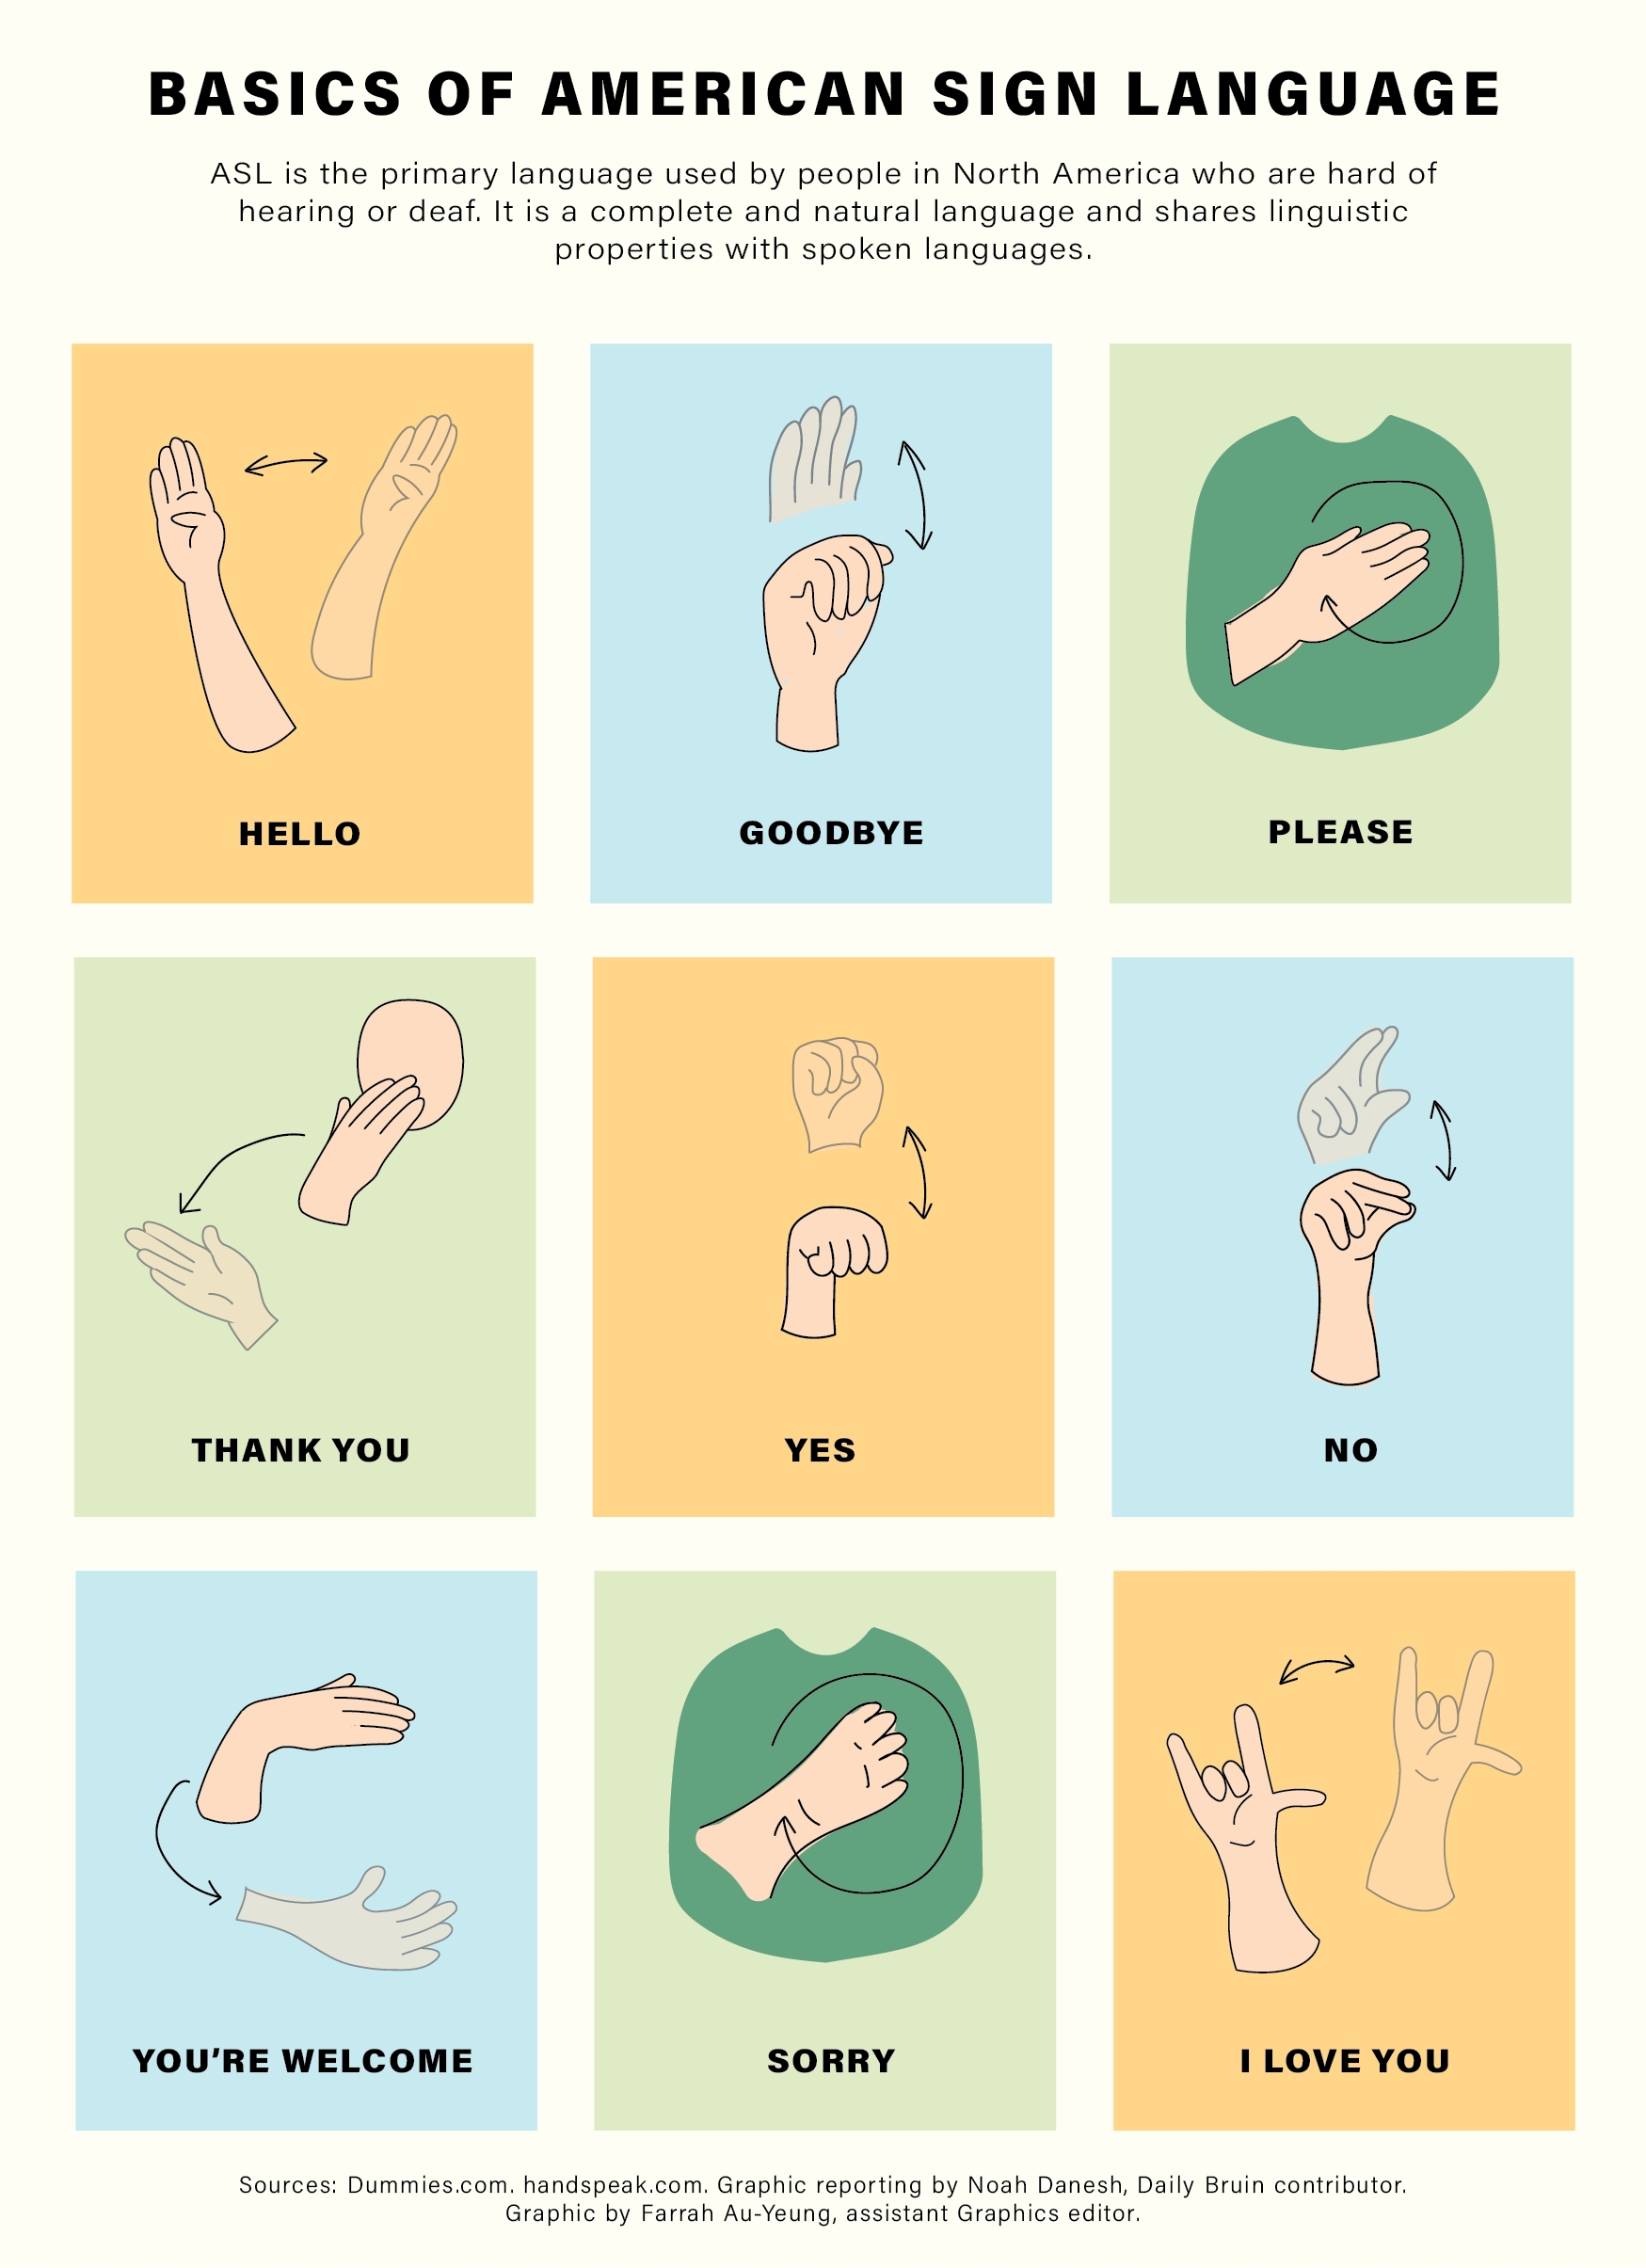 BASICS OF AMERICAN SIGN LANGUAGE
ASL is the primary language used by people in North America who are hard of
hearing or deaf. It is a complete and natural language and shares linguistic
properties with spoken languages.
HELLO
GOODBYE
PLEASE
THANK YOU
YES
NO
YOU'RE WELCOME
SORRY
I LOVE YOU
Sources: Dummies.com. handspeak.com. Graphic reporting by Noah Danesh, Daily Bruin contributor.
Graphic by Farrah Au-Yeung, assistant Graphics editor.